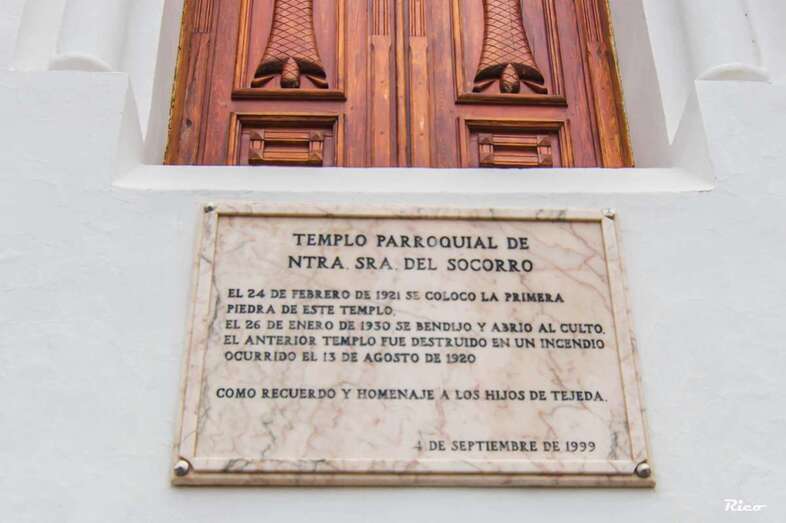 TEMPLO PARROQUIAL DE
NTRA. SRA. DEL SOCORRO
EL 24 DE FEBRERO DE 1921 SE COLOCO LA PRIMERA
PIEDRA DE ESTE TEMPLO.
EL 26 DE ENERO DE 1930 SE BENDIJO Y ABRIO AL CULTO.
EL ANTERIOR TEMPLO FUE DESTRUIDO EN UN INCENDIO
OCURRIDO EL 13 DE AGOSTO DE 1920
COMO RECUERDO Y HOMENAJE A LOS HIJOS DE TEJEDA.
4 DE SEPTIEMBRE DE 1999
Rico